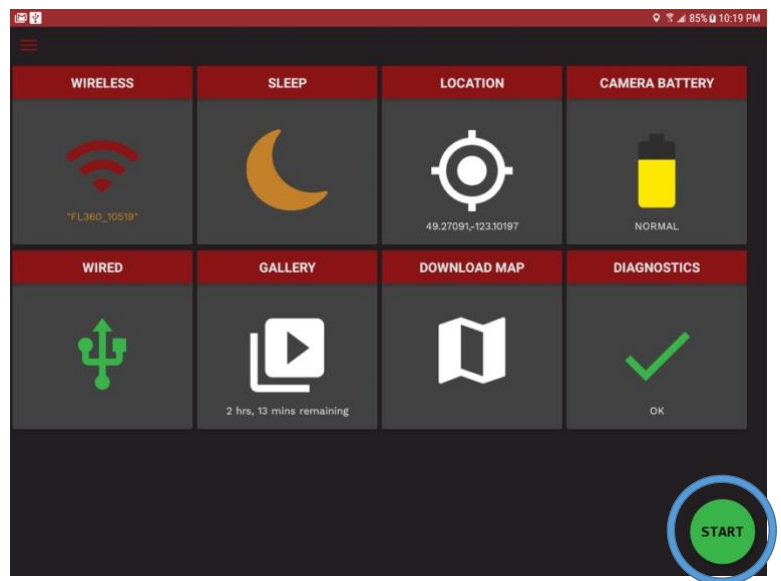 85% 10:19 PM
WIRELESS SLEEP LOCATION CAMERA BATTERY
"FL360_10519" 49.27091,-123.10197 NORMAL
WIRED GALLERY DOWNLOAD MAP DIAGNOSTICS
2 hrs, 13 mins remaining OK
START